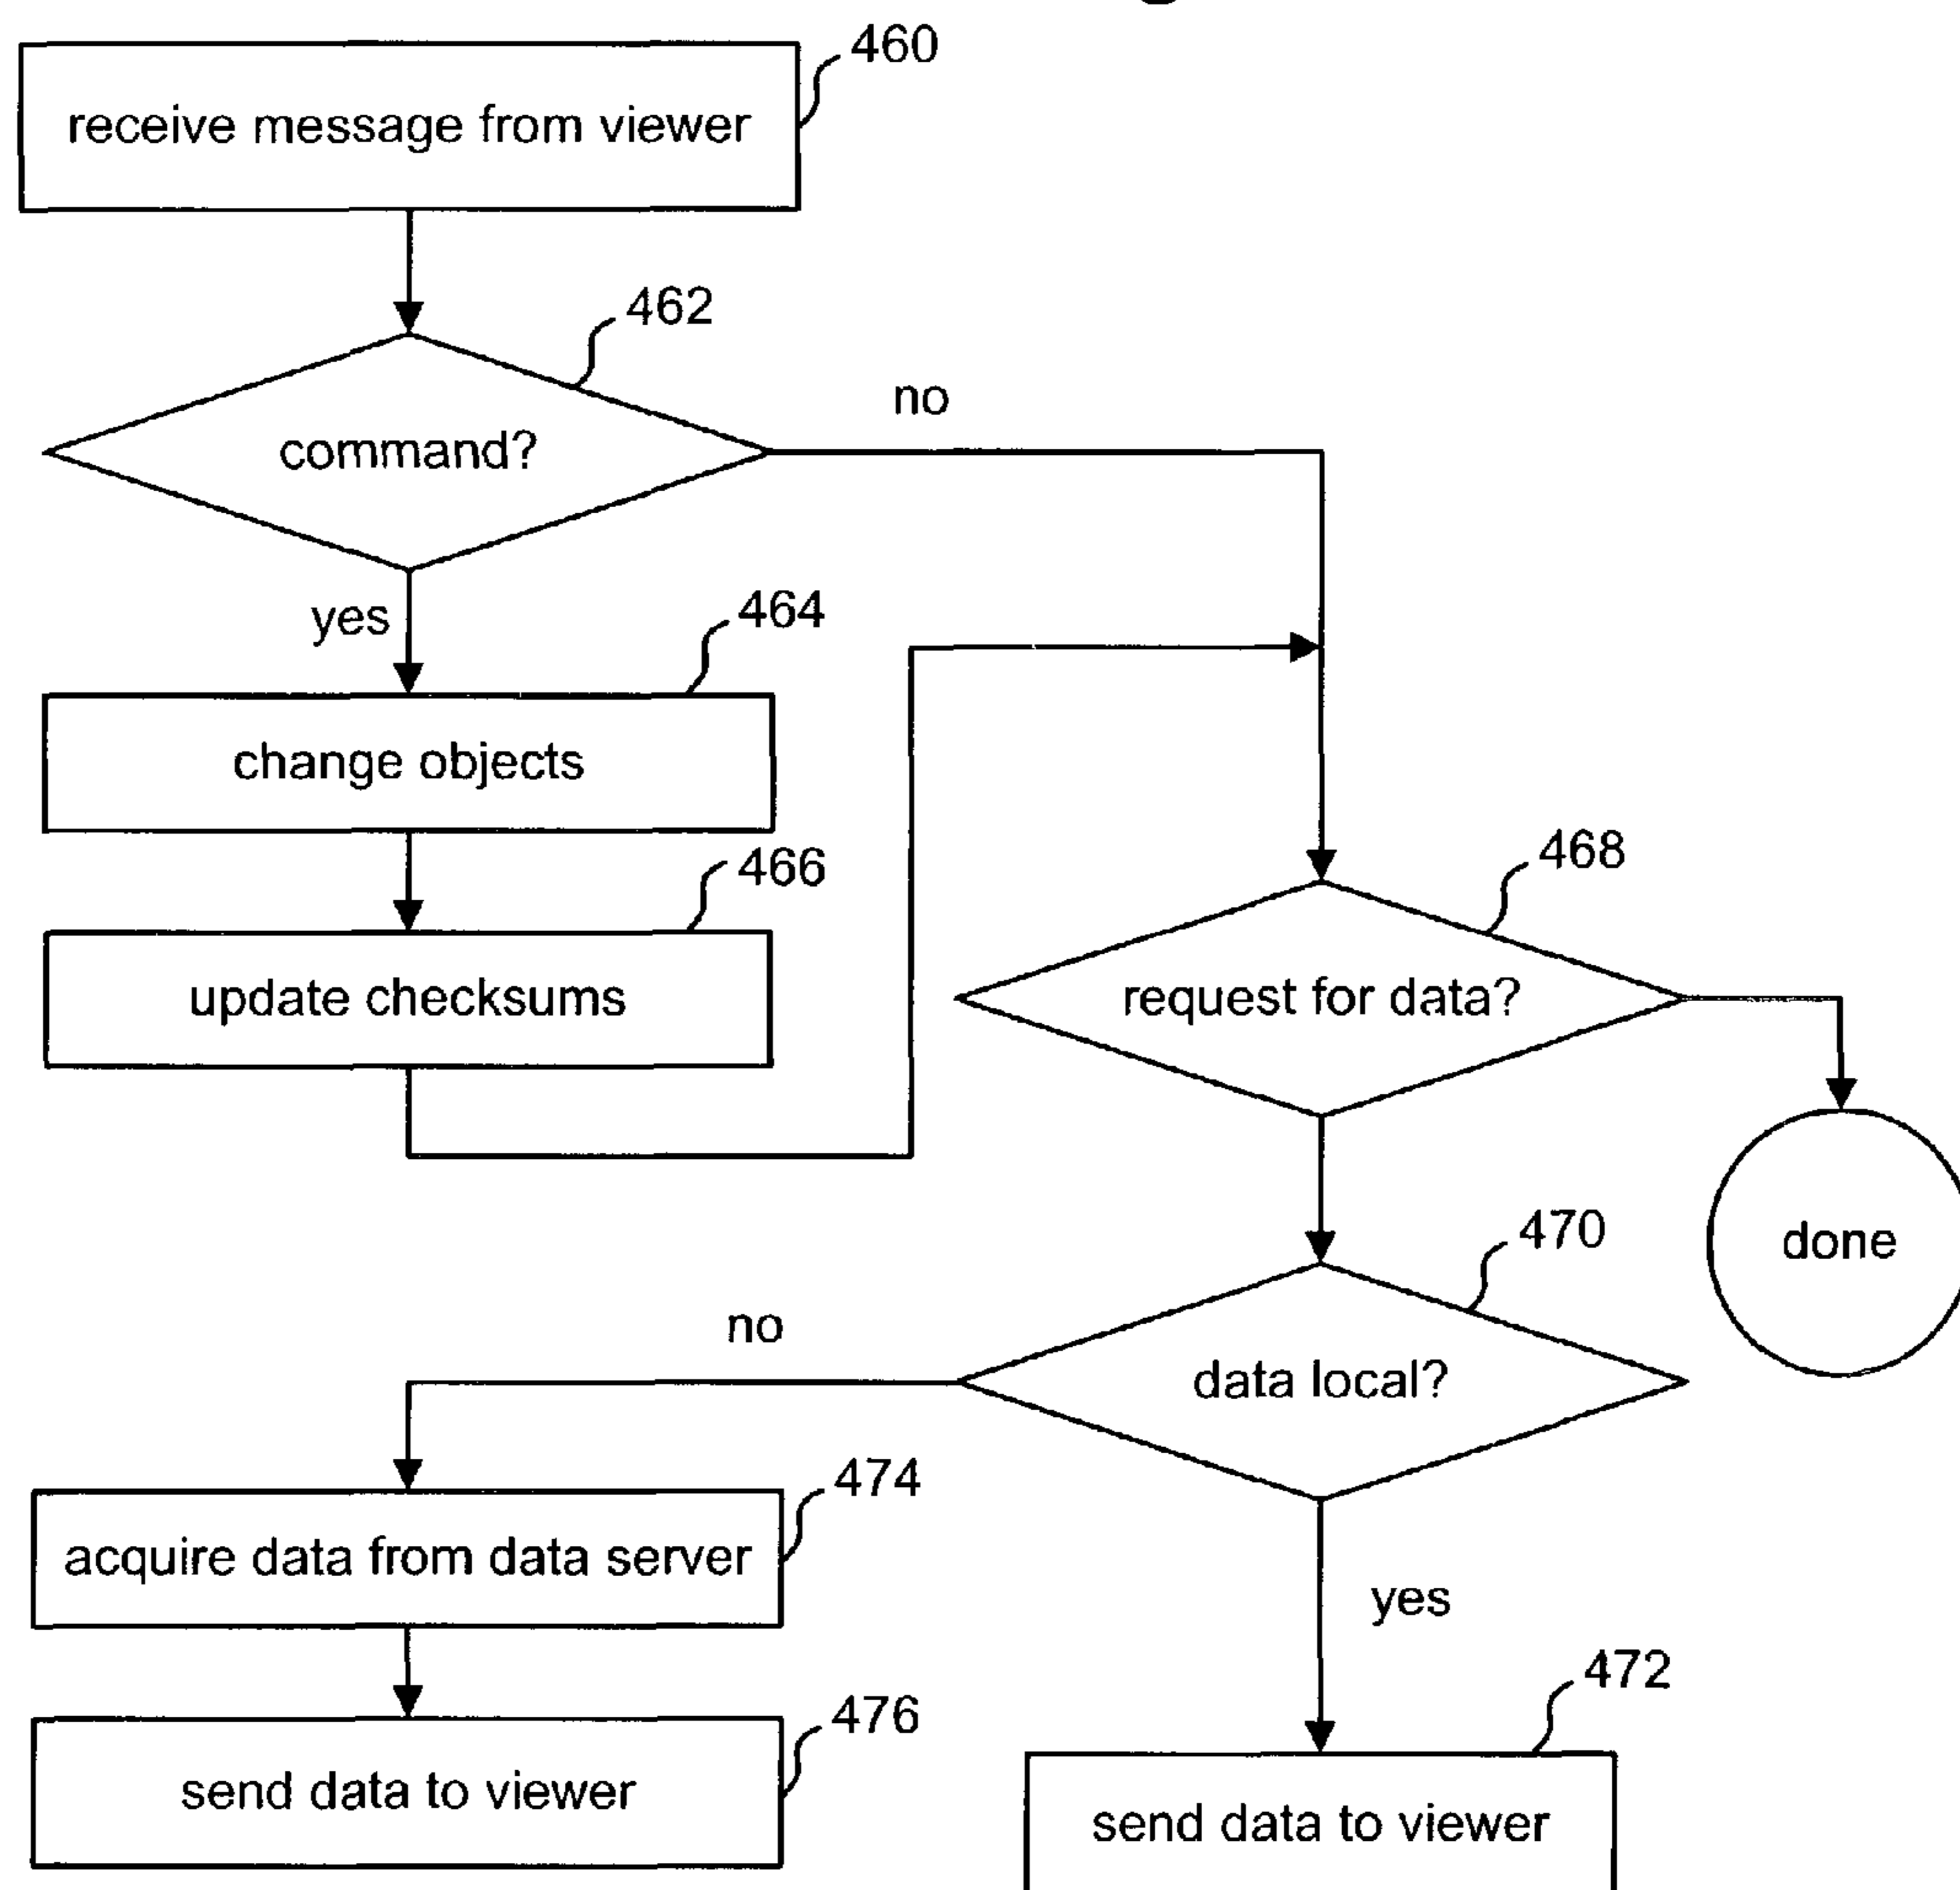 460
receive message from viewer
462
no
command?
yes
464
change objects
466
update checksums
468
request for data?
done
470
no
data local?
474
acquire data from data server
yes
476
send data to viewer
472
send data to viewer